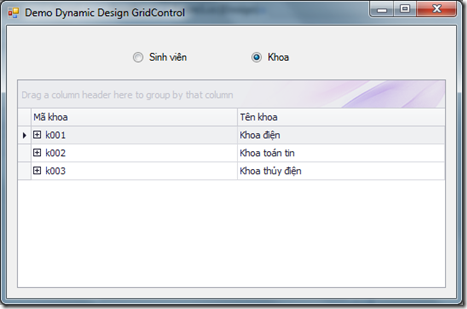 Demo Dynamic Design GridControl
Sinh viên Khoa
Drag a column header here to group by that column
Mã khoa Tên khoa
k001 Khoa điện
k002 Khoa toán tin
k003 Khoa thủy điện